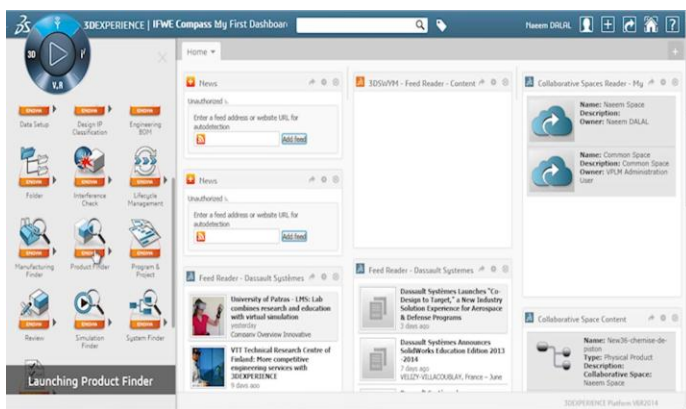 3DEXPERIENCE | IFWE Compass My First Dashboar
Naeem DALAL
3D
V.R
Home
Data Setup
Design IP Classification
Engineering BOM
Folder
Interference Check
Lifecycle Management
Manufacturing Finder
Product Finder
Program & Project
Review
Simulation Finder
System Finder
Launching Product Finder
News
Unauthorized
Enter a feed address or website URL for
autodetection
Add feed
News
Unauthorized
Enter a feed address or website URL for
autodetection
Add feed
Feed Reader - Dassault Systèmes
University of Patras - LMS: Lab
combines research and education
with virtual simulation
yesterday
Company Overview Innovative
VTT Technical Research Centre of
Finland: More competitive
engineering services with
3DEXPERIENCE
9 days ago
3DSWYM - Feed Reader - Content
Feed Reader - Dassault Systemes
Dassault Systèmes Launches "Co-
Design to Target," a New Industry
Solution Experience for Aerospace
& Defense Programs
3 days ago
Dassault Systèmes Announces
SolidWorks Education Edition 2013
-2014
7 days ago
VELIZY-VILLACOUBLAY, France – June
Collaborative Spaces Reader - My
Name: Naeem Space
Description:
Owner: Naeem DALAL
Name: Common Space
Description: Common Space
Owner: VPLM Administration
User
Collaborative Space Content
Name: New36-chemise-de-
piston
Type: Physical Product
Description:
Collaborative Space:
Naeem Space
3DEXPERIENCE Platform V6R2014